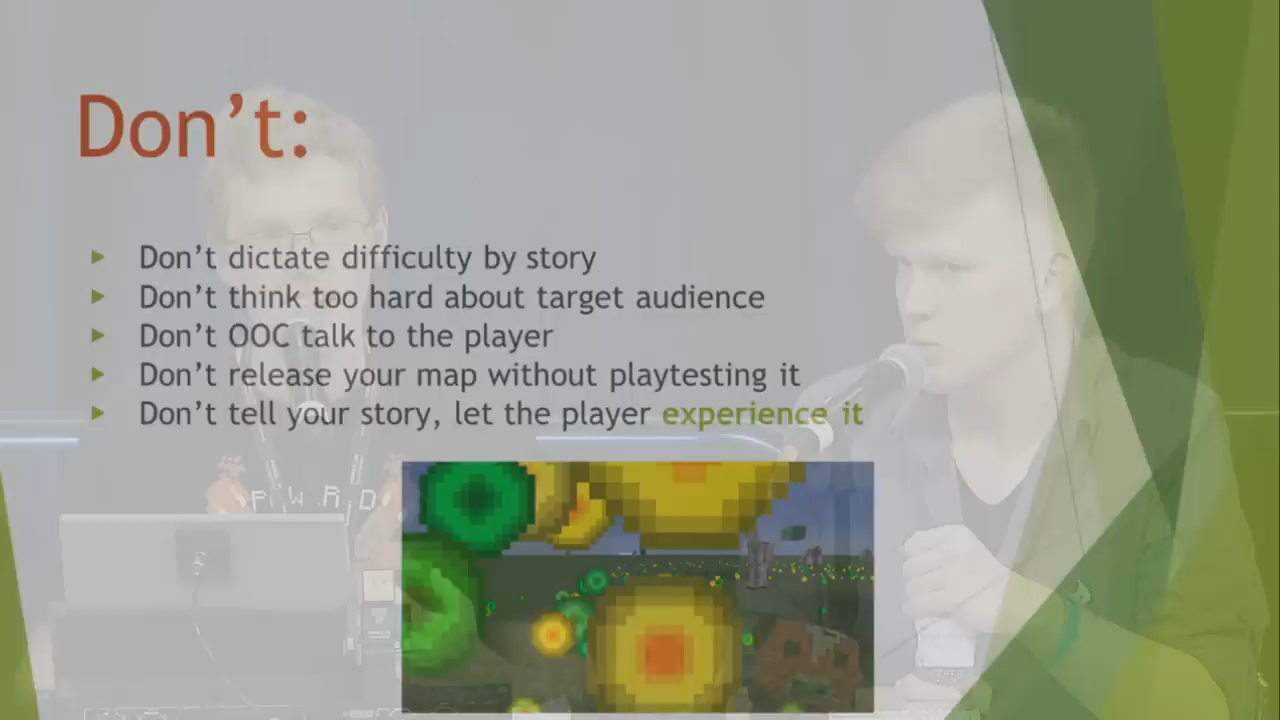 Don't:
Don't dictate difficulty by story
Don't think too hard about target audience
Don't OOC talk to the player
Don't release your map without playtesting it
Don't tell your story, let the player experience it